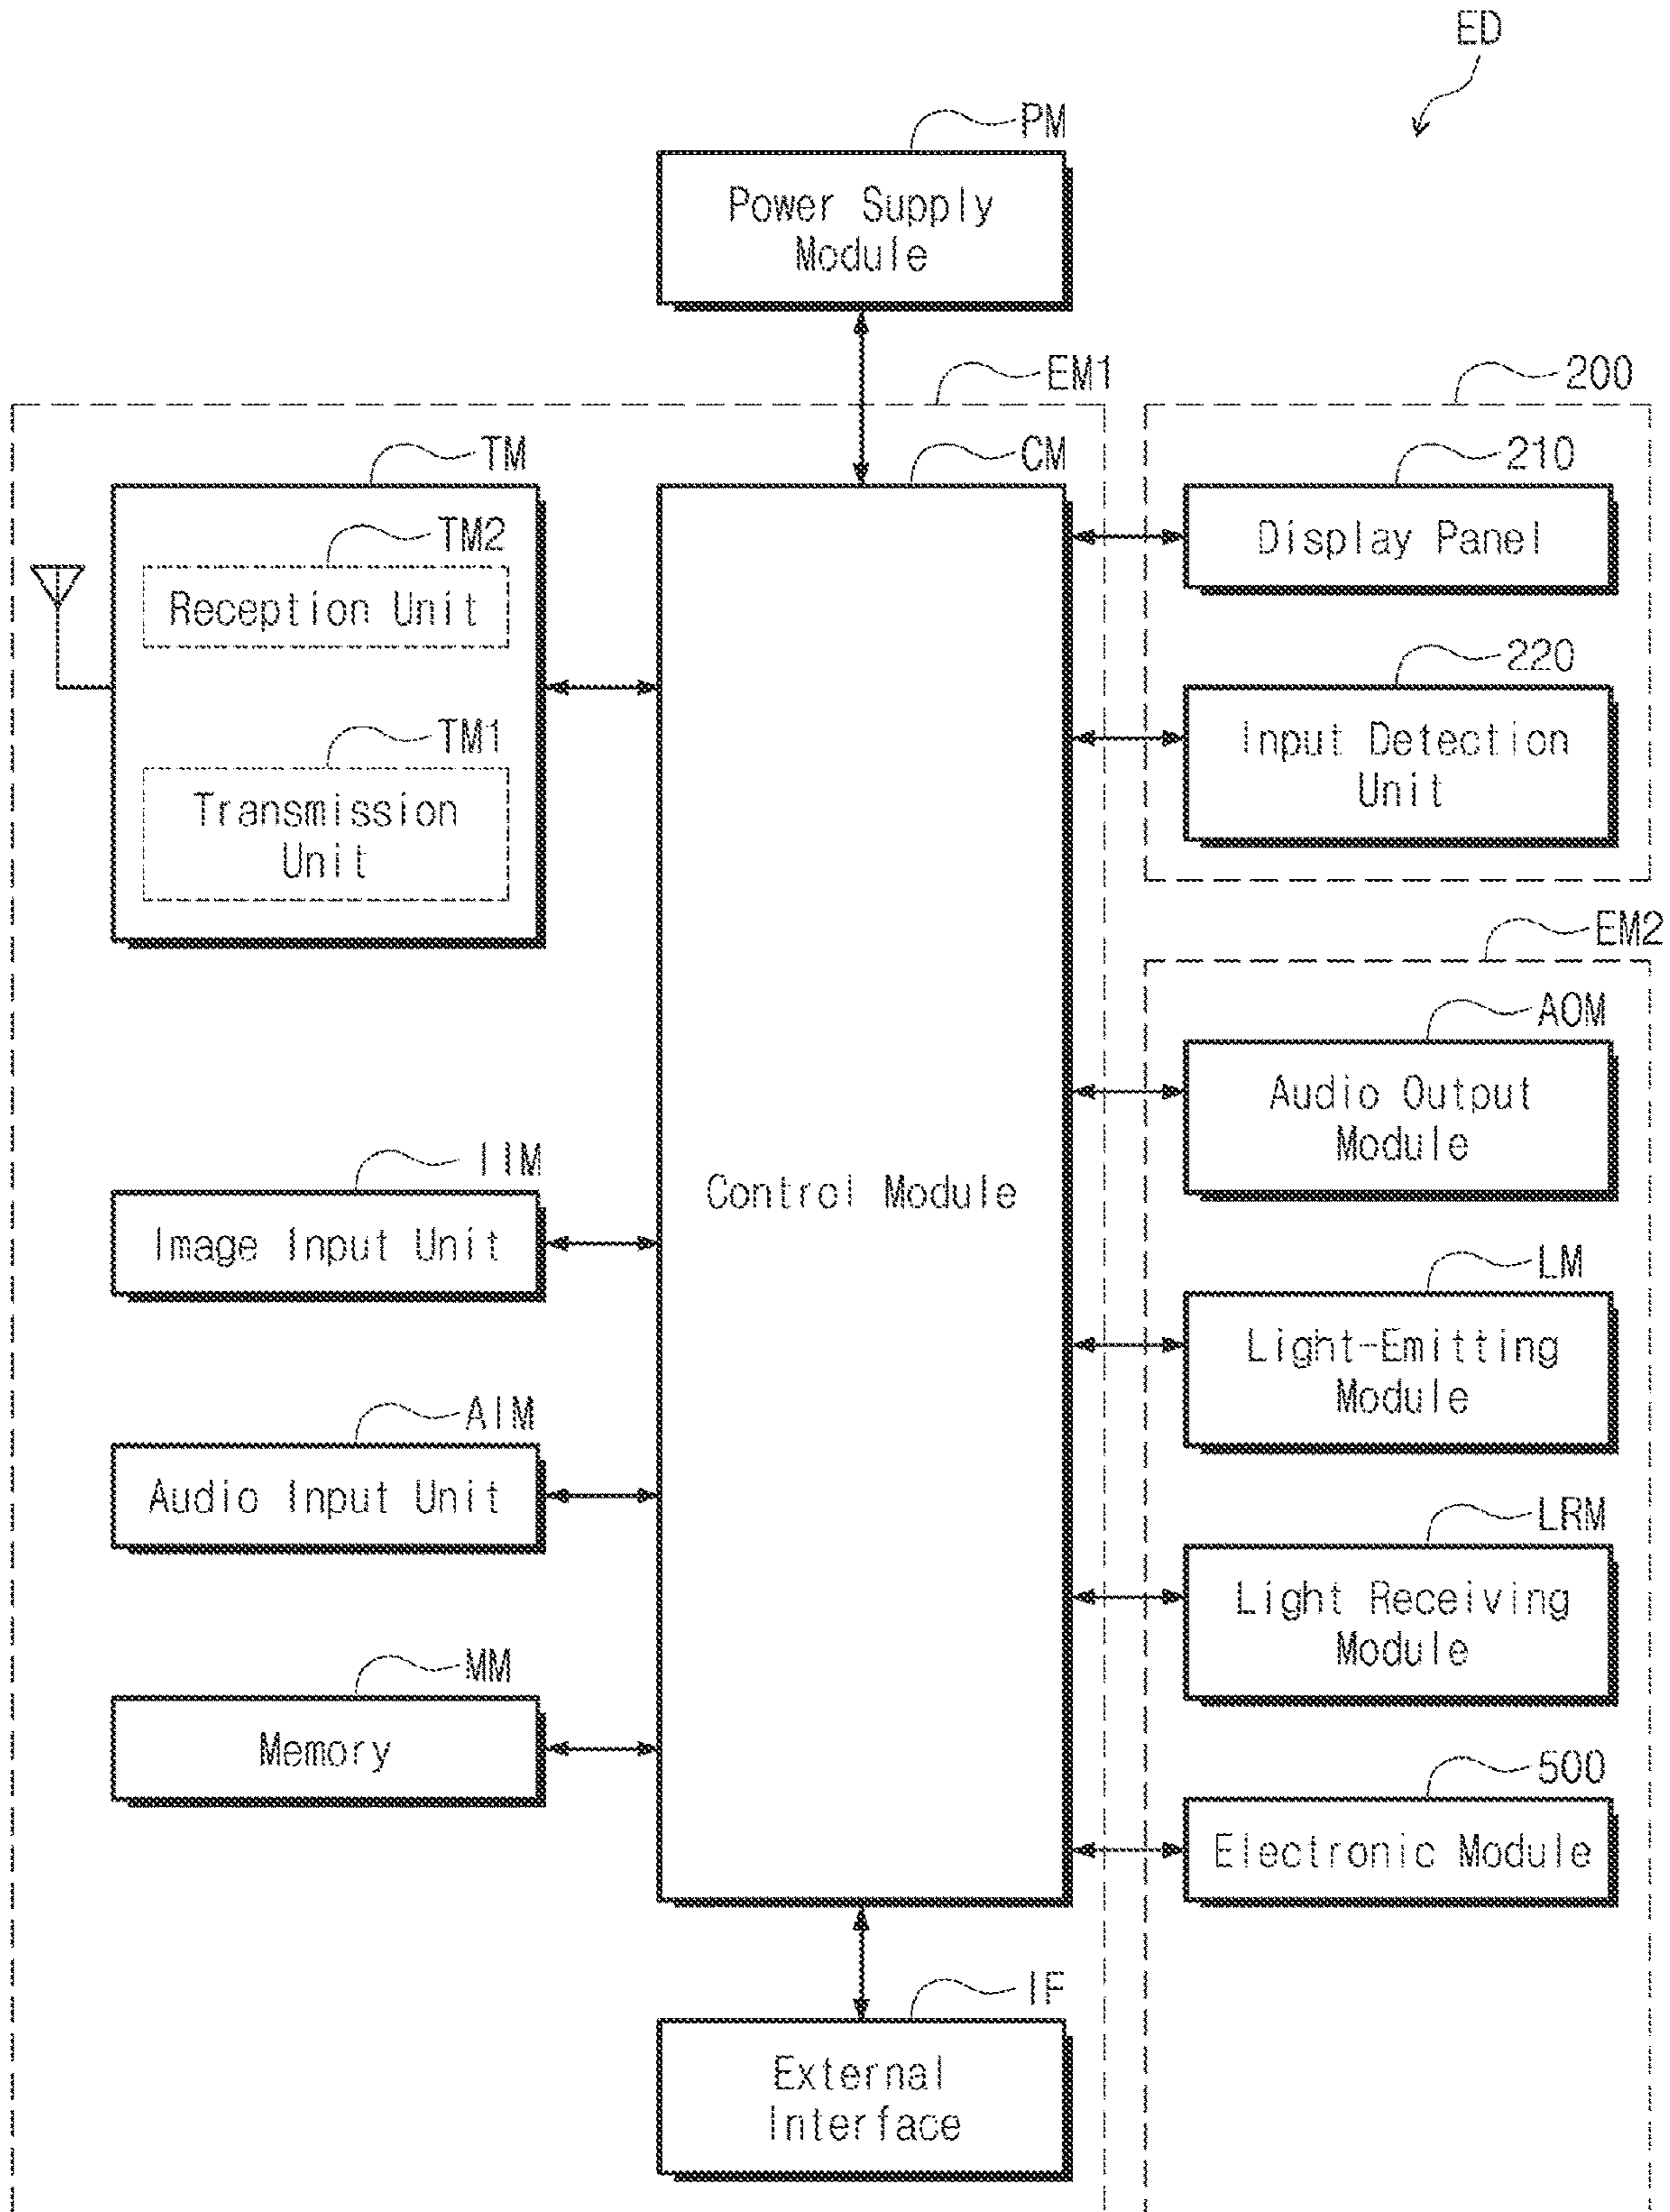 ED
PM
Power Supply
Module
EM1
200
TM
CM
210
TM2
Display Panel
Reception Unit
220
TM1
Input Detection
Unit
Transmission
Unit
EM2
AOM
Audio Output
Module
IIM
Control Module
Image Input Unit
LM
Light-Emitting
Module
AIM
Audio Input Unit
LRM
Light Receiving
Module
MM
Memory
500
Electronic Module
IF
External
Interface